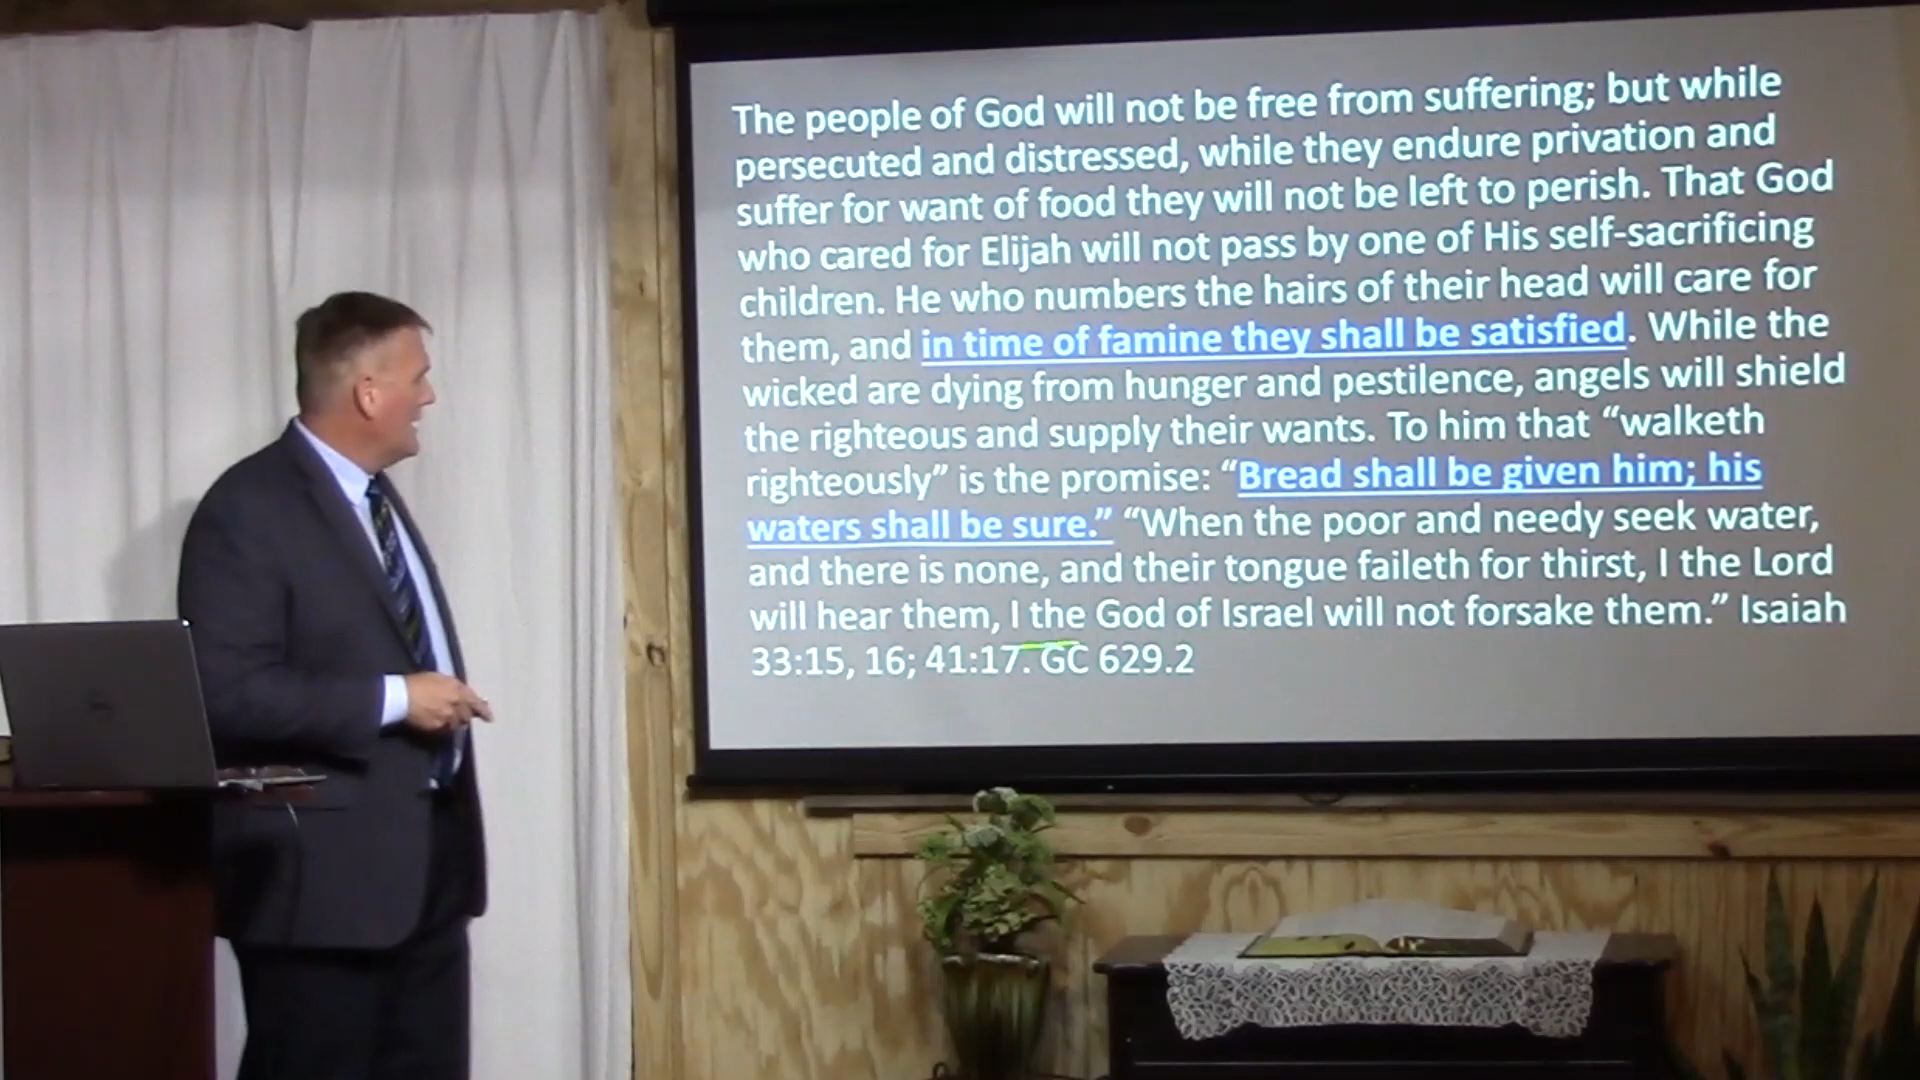 The people of God will not be free from suffering; but while
persecuted and distressed, while they endure privation and
suffer for want of food they will not be left to perish. That God
who cared for Elijah will not pass by one of His self-sacrificing
children. He who numbers the hairs of their head will care for
them, and in time of famine they shall be satisfied. While the
wicked are dying from hunger and pestilence, angels will shield
the righteous and supply their wants. To him that “walketh
righteously” is the promise: “Bread shall be given him; his
waters shall be sure.” “When the poor and needy seek water,
and there is none, and their tongue faileth for thirst, I the Lord
will hear them, I the God of Israel will not forsake them.” Isaiah
33:15, 16; 41:17. GC 629.2